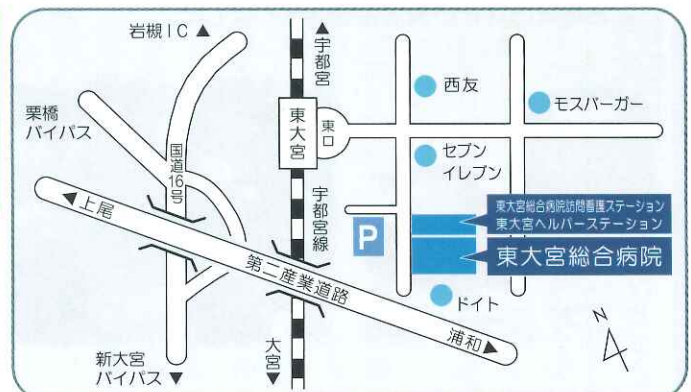 岩槻IC ▲
▲宇都宮
栗橋
バイパス
国道16号
東大宮
東口
西友
モスバーガー
セブン
イレブン
◀上尾
宇都宮線
P
東大宮総合病院訪問看護ステーション
東大宮ヘルパーステーション
東大宮総合病院
第二産業道路
ドイト
浦和▶
新大宮
バイパス ▼
大宮▼
N